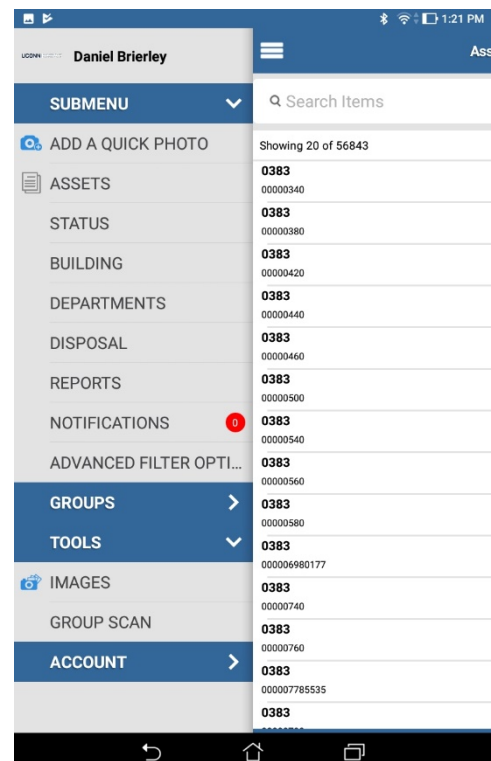 1:21 PM
UCONN
Daniel Brierley
SUBMENU
ADD A QUICK PHOTO
ASSETS
STATUS
BUILDING
DEPARTMENTS
DISPOSAL
REPORTS
NOTIFICATIONS 0
ADVANCED FILTER OPTI...
GROUPS
TOOLS
IMAGES
GROUP SCAN
ACCOUNT
Ass
Search Items
Showing 20 of 56843
0383
00000340
0383
00000380
0383
00000420
0383
00000440
0383
00000460
0383
00000500
0383
00000540
0383
00000560
0383
00000580
0383
000006980177
0383
00000740
0383
00000760
0383
000007785535
0383